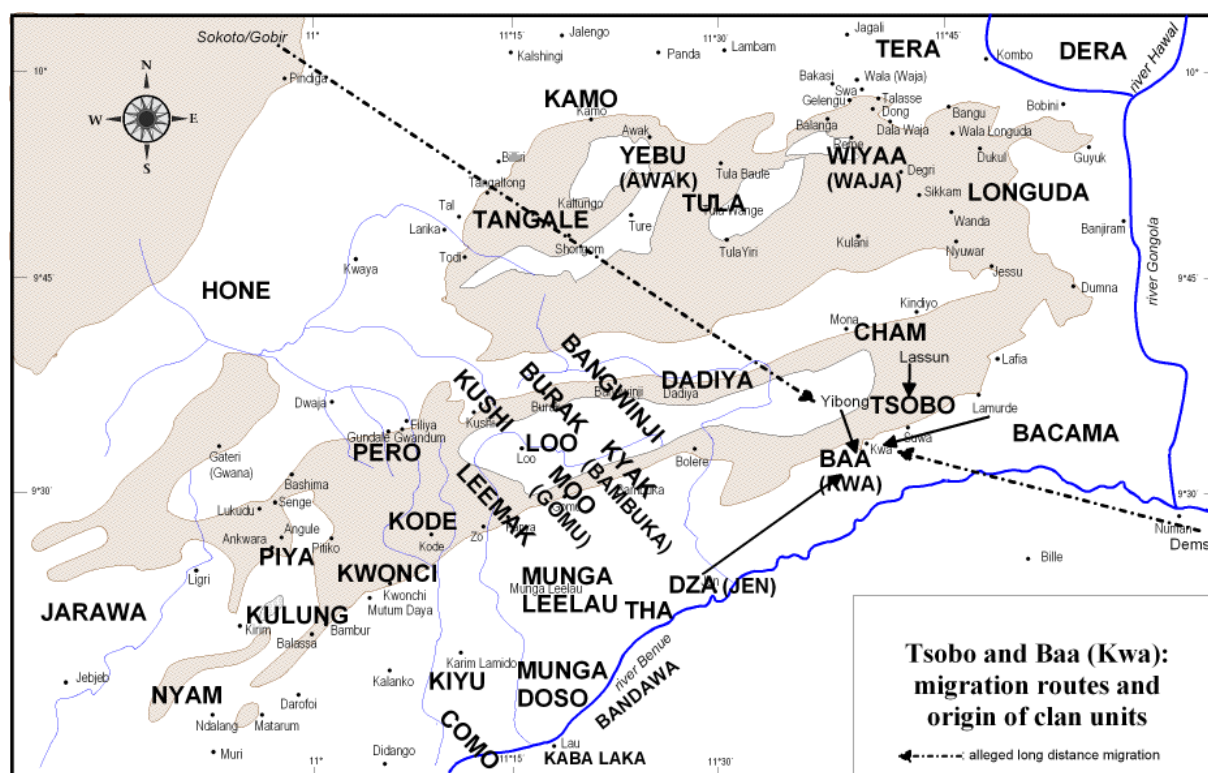 Sokoto/Gobir
11°
11°15
11°45
10°
10°
N
W
E
S
Pindiga
Jalengo
Kalshingi
Panda
Lambam
Jagali
TERA
DERA
river Hawal
Kombo
Bakasi
Wala (Waja)
Swa
Gelengu
Talasse
Dong
Balanga
Dala Waja
Bangu
Bobini
KAMO
Kamo
Awak
YEBU
(AWAK)
WIYAA
(WAJA)
Wala Longuda
Dukul
Guyuk
Billiri
Tangaltong
Tula Baule
Degri
Sikkam
LONGUDA
Kaltungo
TULA
Tula Wange
Tal
TANGALE
Ture
Wanda
Banjiram
Larika
Shongom
TulaYiri
Kulani
Nyuwar
Todi
Kwaya
Jessu
9°45
9°45
HONE
Dumna
river Gongola
Kindiyo
Mona
CHAM
BANGWINJI
BURAK
KUSHI
DADIYA
Dadiya
Lassun
Lafia
Dwaja
Yibong
TSOBO
Lamurde
Filiya
Gundale
Gwandum
LOO
Loo
KYAK
(BAMBUKA)
Suwa
BACAMA
PERO
Gateri
(Gwana)
Bolere
Kwa
BAA
(KWA)
9°30
9°30
Bashima
LEEMAK
MOO
(GOMU)
Senge
Lukudu
Angule
Ankwara
Pitiko
KODE
Kode
Zo
Numan
Dems
PIYA
Bille
Ligri
KWONCI
Kwonchi
Mutum Daya
MUNGA
LEELAU
Munga Leelau
DZA (JEN)
THA
JARAWA
KULUNG
Kirim
Balassa
Bambur
Jebjeb
Karim Lamido
Kalanko
KIYU
MUNGA
DOSO
river Benue
BANDAWA
NYAM
Darofoi
Ndalang
Matarum
Muri
Didango
COMO
Lau
KABA LAKA
11°
11°15
11°30
Tsobo and Baa (Kwa):
migration routes and
origin of clan units
: alleged long distance migration